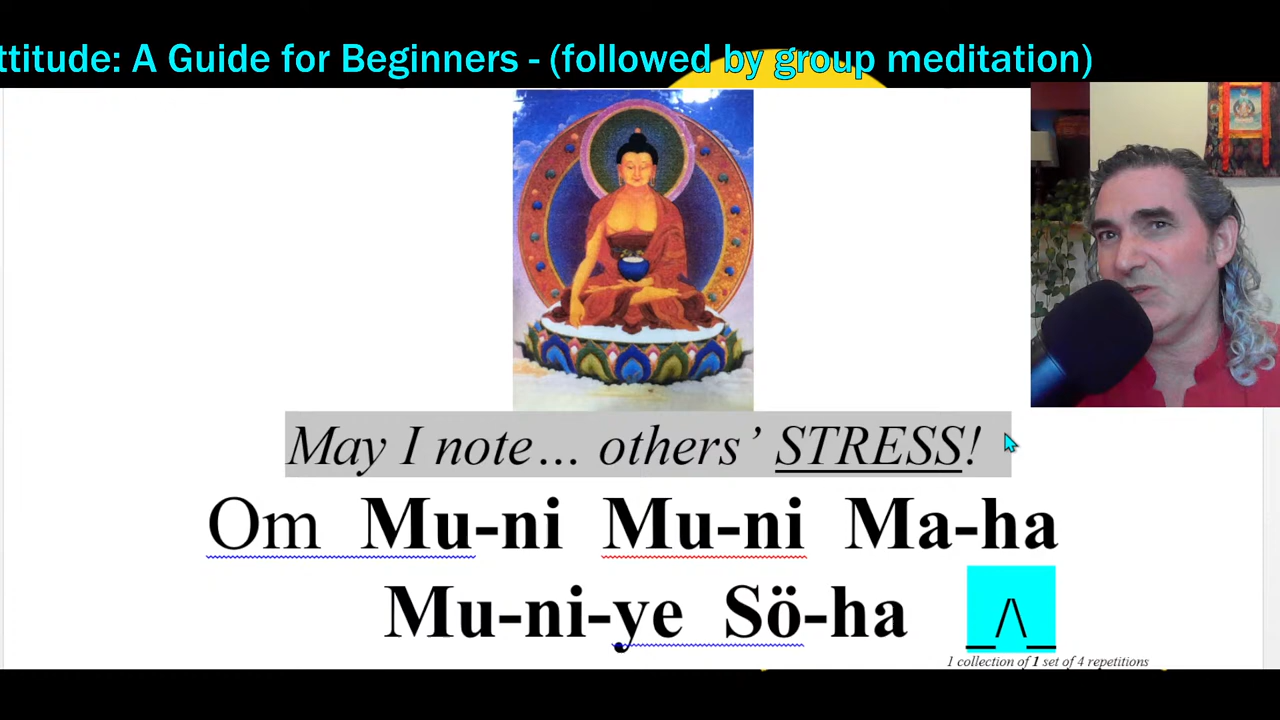 ttitude: A Guide for Beginners - (followed by group meditation)
May I note… others’ STRESS!
Om Mu-ni Mu-ni Ma-ha
Mu-ni-ye Sö-ha _/\_
1 collection of 1 set of 4 repetitions